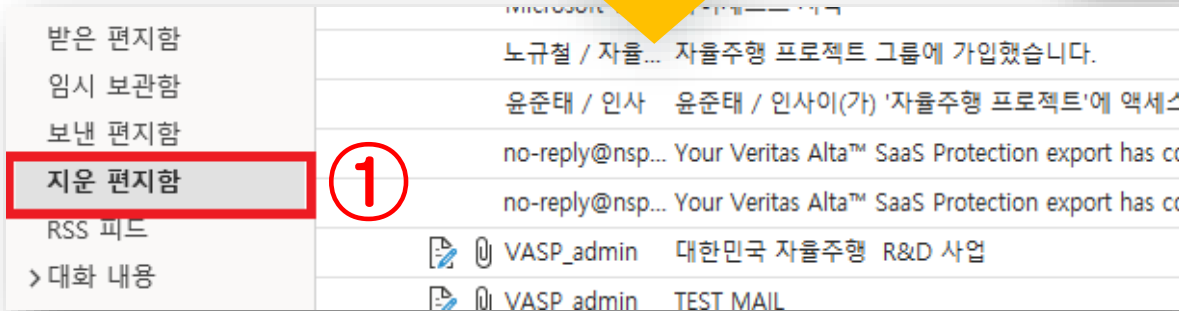 받은 편지함
임시 보관함
보낸 편지함
지운 편지함
RSS 피드
>대화 내용
①
Microsoft
노규철 / 자율... 자율주행 프로젝트 그룹에 가입했습니다.
윤준태 / 인사 윤준태 / 인사이(가) '자율주행 프로젝트'에 액세스
no-reply@nsp... Your Veritas Alta™ SaaS Protection export has co
no-reply@nsp... Your Veritas Alta™ SaaS Protection export has co
VASP_admin 대한민국 자율주행 R&D 사업
VASP_admin TEST MAIL